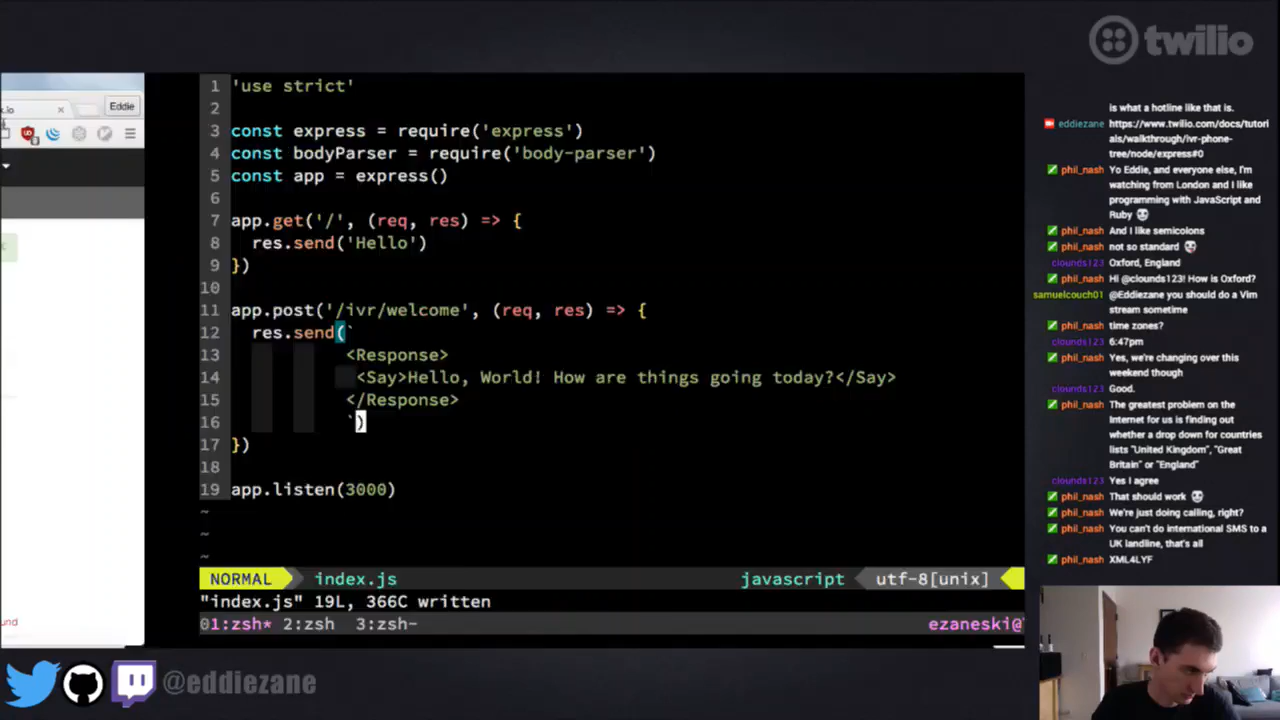 twilio
x.io
Eddie
und
1 'use strict'
2
3 const express = require('express')
4 const bodyParser = require('body-parser')
5 const app = express()
6
7 app.get('/', (req, res) => {
8 res.send('Hello')
9 })
10
11 app.post('/ivr/welcome', (req, res) => {
12 res.send(`
13 <Response>
14 <Say>Hello, World! How are things going today?</Say>
15 </Response>
16 `)
17 })
18
19 app.listen(3000)
~
~
~
NORMAL index.js javascript utf-8[unix]
"index.js" 19L, 366C written
01:zsh* 2:zsh 3:zsh- ezaneski@
is what a hotline like that is.
eddiezane
https://www.twilio.com/docs/tutori
als/walkthrough/ivr-phone-
tree/node/express#0
phil_nash Yo Eddie, and everyone else, I'm
watching from London and I like
programming with JavaScript and
Ruby
phil_nash And I like semicolons
phil_nash not so standard
clounds123 Oxford, England
phil_nash Hi @clounds123! How is Oxford?
samuelcouch01 @Eddiezane you should do a Vim
stream sometime
phil_nash time zones?
clounds123 6:47pm
phil_nash Yes, we're changing over this
weekend though
clounds123 Good.
phil_nash The greatest problem on the
Internet for us is finding out
whether a drop down for countries
lists "United Kingdom", "Great
Britain" or "England"
clounds123 Yes I agree
phil_nash That should work
phil_nash We're just doing calling, right?
phil_nash You can't do international SMS to a
UK landline, that's all
phil_nash XML4LYF
@eddiezane